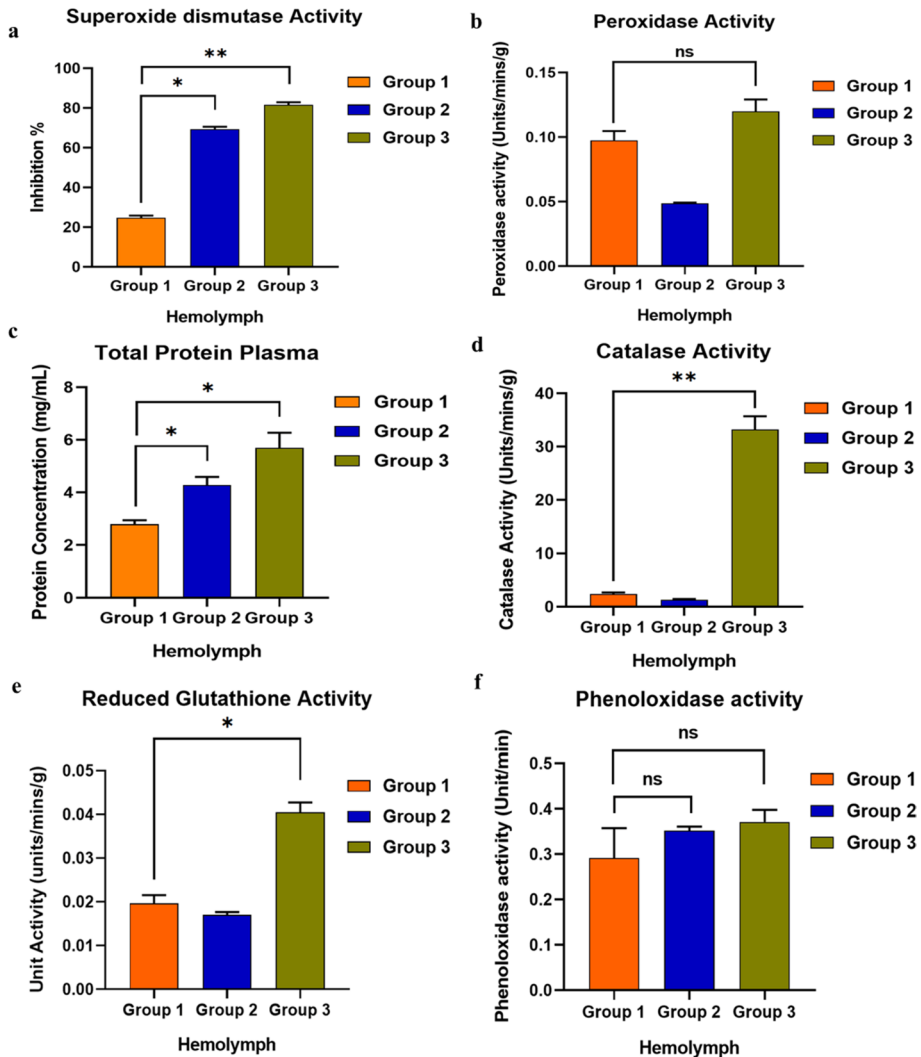 a
Superoxide dismutase Activity
Inhibition %
100
80
60
40
20
0
**
*
Group 1
Group 2
Group 3
Group 1 Group 2 Group 3
Hemolymph
b
Peroxidase Activity
Peroxidase activity (Units/mins/g)
0.15
0.10
0.05
0.00
ns
Group 1
Group 2
Group 3
Group 1 Group 2 Group 3
Hemolymph
c
Total Protein Plasma
Protein Concentration (mg/mL)
8
6
4
2
0
*
*
Group 1
Group 2
Group 3
Group 1 Group 2 Group 3
Hemolymph
d
Catalase Activity
Catalase Activity (Units/mins/g)
40
30
20
10
0
**
Group 1
Group 2
Group 3
Group 1 Group 2 Group 3
Hemolymph
e
Reduced Glutathione Activity
Unit Activity (units/mins/g)
0.05
0.04
0.03
0.02
0.01
0.00
*
Group 1
Group 2
Group 3
Group 1 Group 2 Group 3
Hemolymph
f
Phenoloxidase activity
Phenoloxidase activity (Unit/min)
0.5
0.4
0.3
0.2
0.1
0.0
ns
ns
Group 1
Group 2
Group 3
Group 1 Group 2 Group 3
Hemolymph